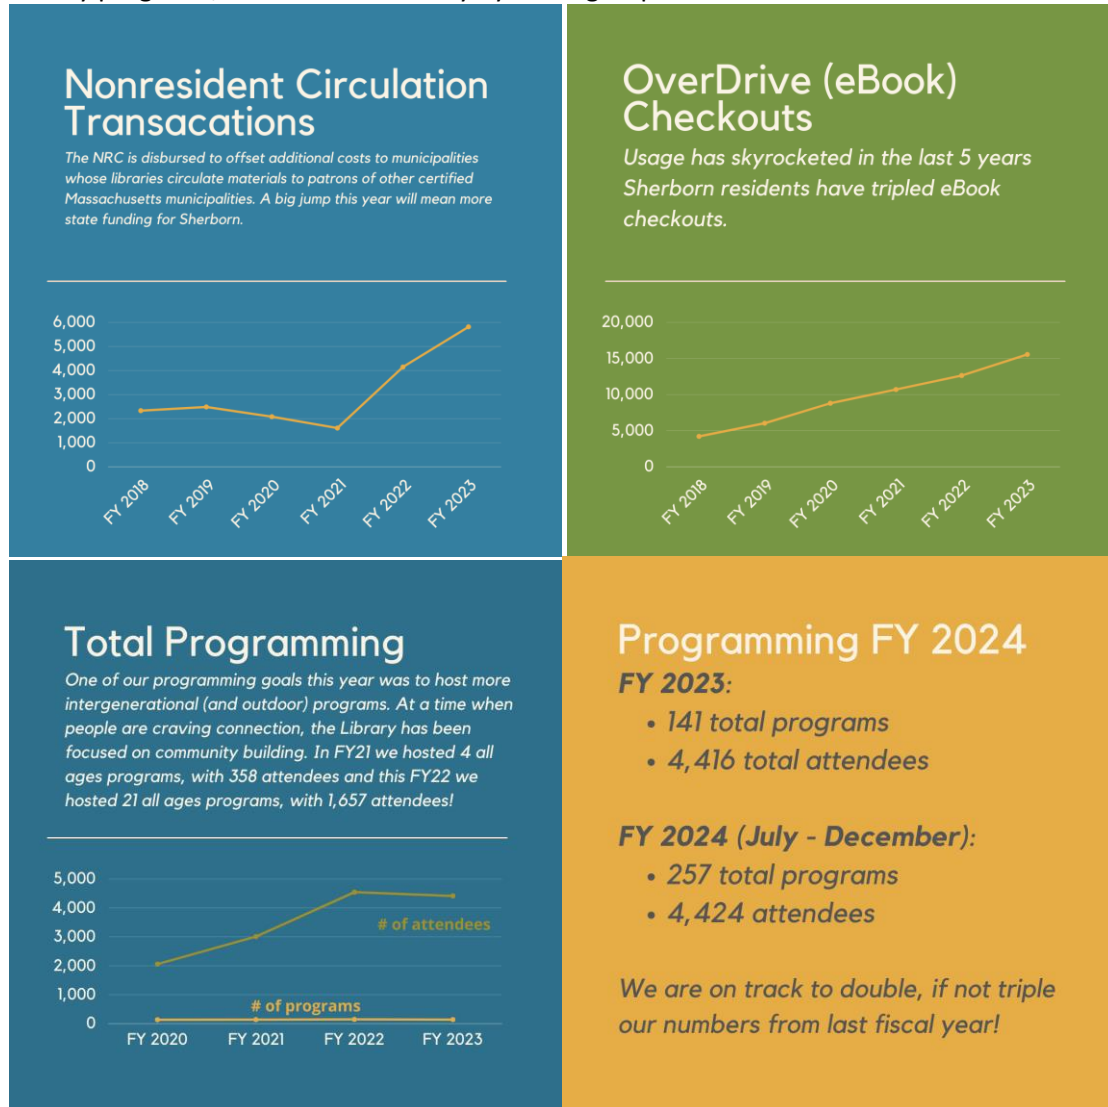 Nonresident Circulation
Transacations
The NRC is disbursed to offset additional costs to municipalities
whose libraries circulate materials to patrons of other certified
Massachusetts municipalities. A big jump this year will mean more
state funding for Sherborn.
6,000
5,000
4,000
3,000
2,000
1,000
0
FY 2018
FY 2019
FY 2020
FY 2021
FY 2022
FY 2023
OverDrive (eBook)
Checkouts
Usage has skyrocketed in the last 5 years
Sherborn residents have tripled eBook
checkouts.
20,000
15,000
10,000
5,000
0
FY 2018
FY 2019
FY 2020
FY 2021
FY 2022
FY 2023
Total Programming
One of our programming goals this year was to host more
intergenerational (and outdoor) programs. At a time when
people are craving connection, the Library has been
focused on community building. In FY21 we hosted 4 all
ages programs, with 358 attendees and this FY22 we
hosted 21 all ages programs, with 1,657 attendees!
5,000
4,000
3,000
2,000
1,000
0
# of attendees
# of programs
FY 2020
FY 2021
FY 2022
FY 2023
Programming FY 2024
FY 2023:
• 141 total programs
• 4,416 total attendees
FY 2024 (July - December):
• 257 total programs
• 4,424 attendees
We are on track to double, if not triple
our numbers from last fiscal year!